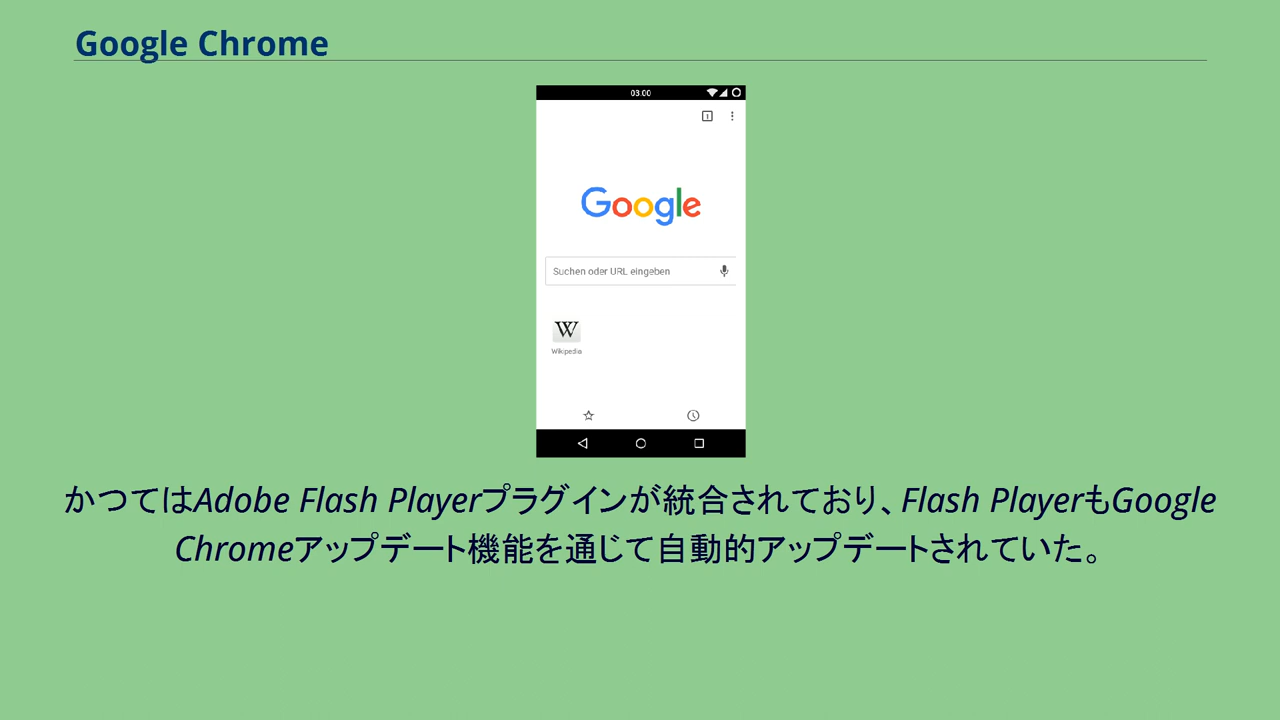 Google Chrome
03:00
Google
Suchen oder URL eingeben
W
Wikipedia
かつてはAdobe Flash Playerプラグインが統合されており、Flash PlayerもGoogle
Chromeアップデート機能を通じて自動的アップデートされていた。